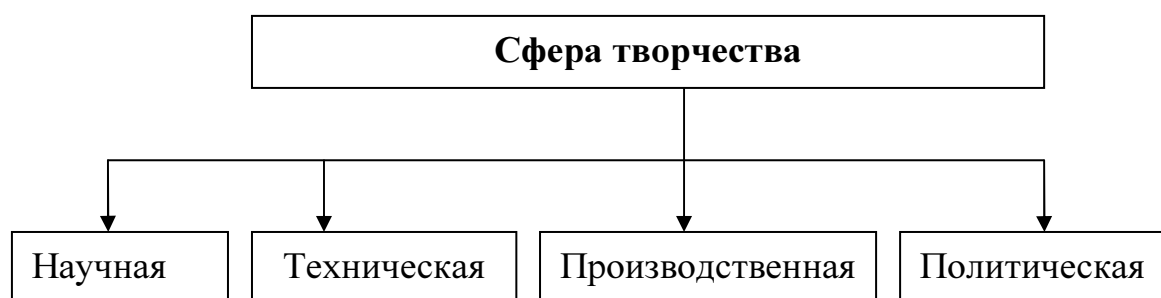 Сфера творчества
Научная
Техническая
Производственная
Политическая